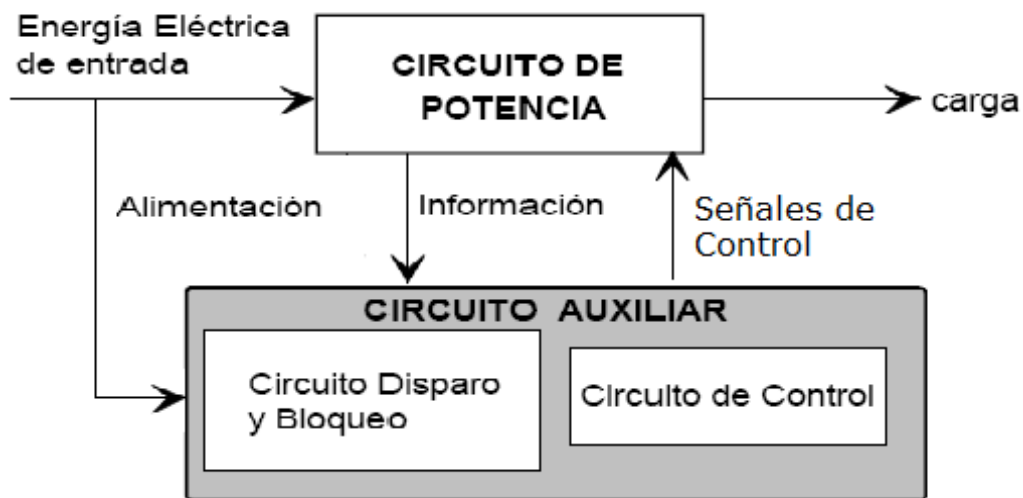 Energía Eléctrica
de entrada
CIRCUITO DE
POTENCIA
carga
Alimentación
Información
Señales de
Control
CIRCUITO AUXILIAR
Circuito Disparo
y Bloqueo
Circuito de Control